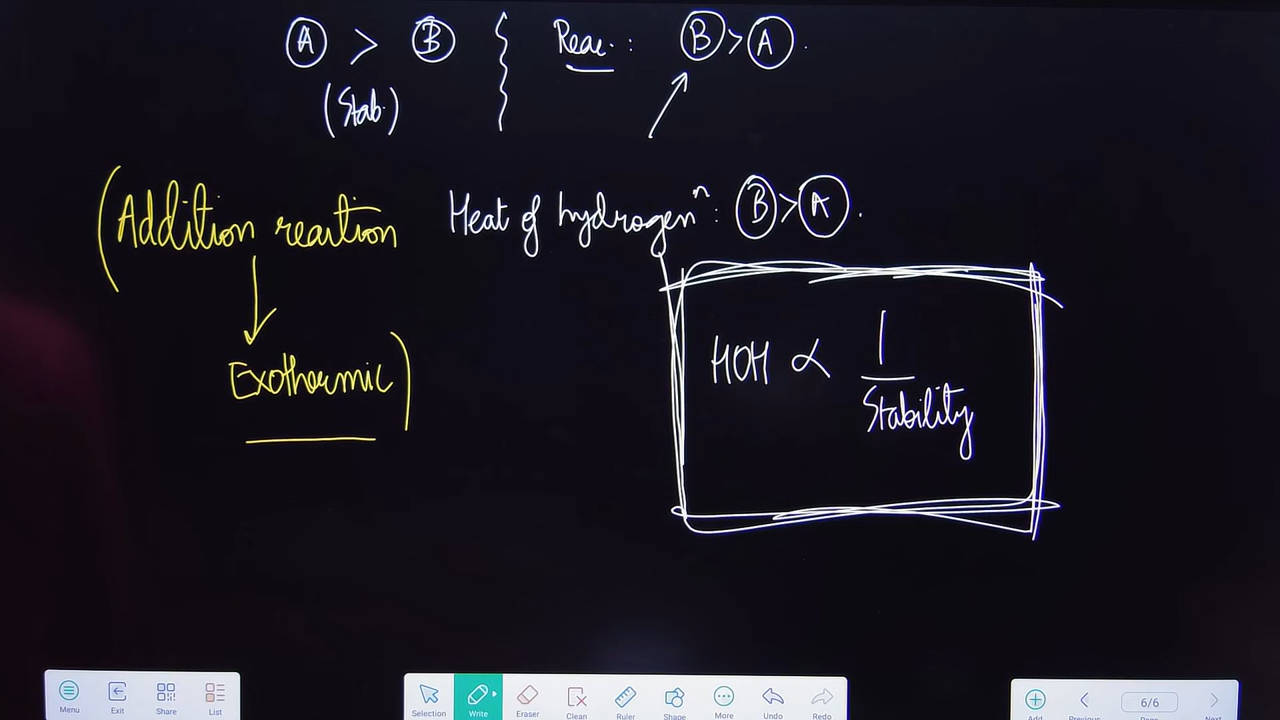 A > B Reac. : B > A .
(Stab.)
(Addition reaction Heat of hydrogenⁿ : B > A .
Exothermic)
HOH ∝ 1
Stability
Menu Exit Share List Selection Write Eraser Clean Ruler Shape More Undo Redo Add Previous Page Next
6/6